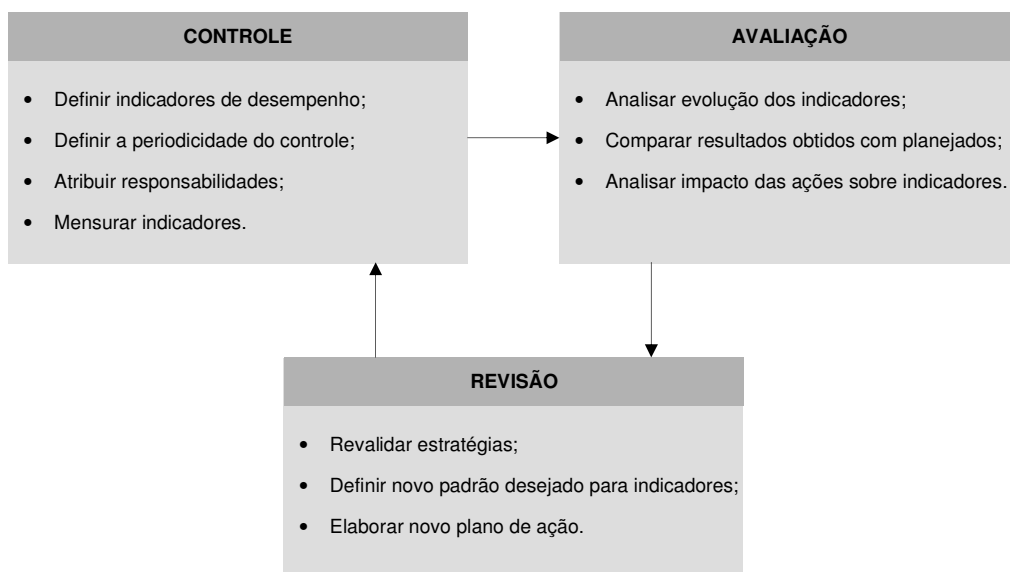 CONTROLE
• Definir indicadores de desempenho;
• Definir a periodicidade do controle;
• Atribuir responsabilidades;
• Mensurar indicadores.
AVALIAÇÃO
• Analisar evolução dos indicadores;
• Comparar resultados obtidos com planejados;
• Analisar impacto das ações sobre indicadores.
REVISÃO
• Revalidar estratégias;
• Definir novo padrão desejado para indicadores;
• Elaborar novo plano de ação.